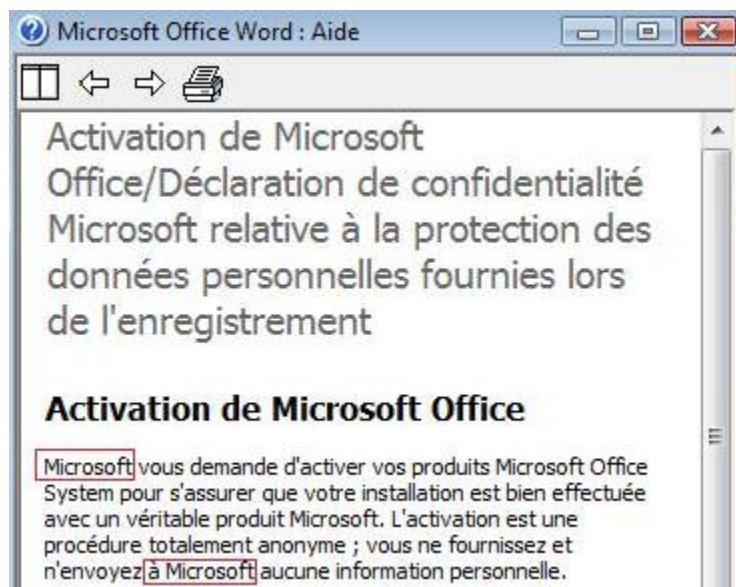 Microsoft Office Word : Aide
Activation de Microsoft
Office/Déclaration de confidentialité
Microsoft relative à la protection des
données personnelles fournies lors
de l'enregistrement
Activation de Microsoft Office
Microsoft vous demande d'activer vos produits Microsoft Office
System pour s'assurer que votre installation est bien effectuée
avec un véritable produit Microsoft. L'activation est une
procédure totalement anonyme ; vous ne fournissez et
n'envoyez à Microsoft aucune information personnelle.